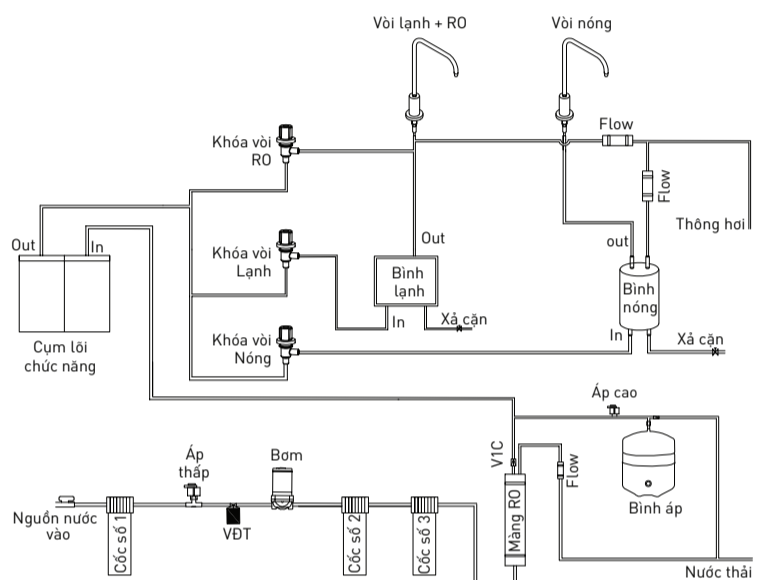 Vòi lạnh + RO
Vòi nóng
Flow
Khóa vòi
RO
Flow
Thông hơi
Out
In
Khóa vòi
Lạnh
Out
out
Bình
lạnh
Bình
nóng
In
Xả cặn
Khóa vòi
Nóng
In
Xả cặn
Cụm lõi
chức năng
Áp cao
Áp
thấp
Bơm
V1C
Flow
Màng RO
Bình áp
Nguồn nước
vào
Cốc số 1
VĐT
Cốc số 2
Cốc số 3
Nước thải